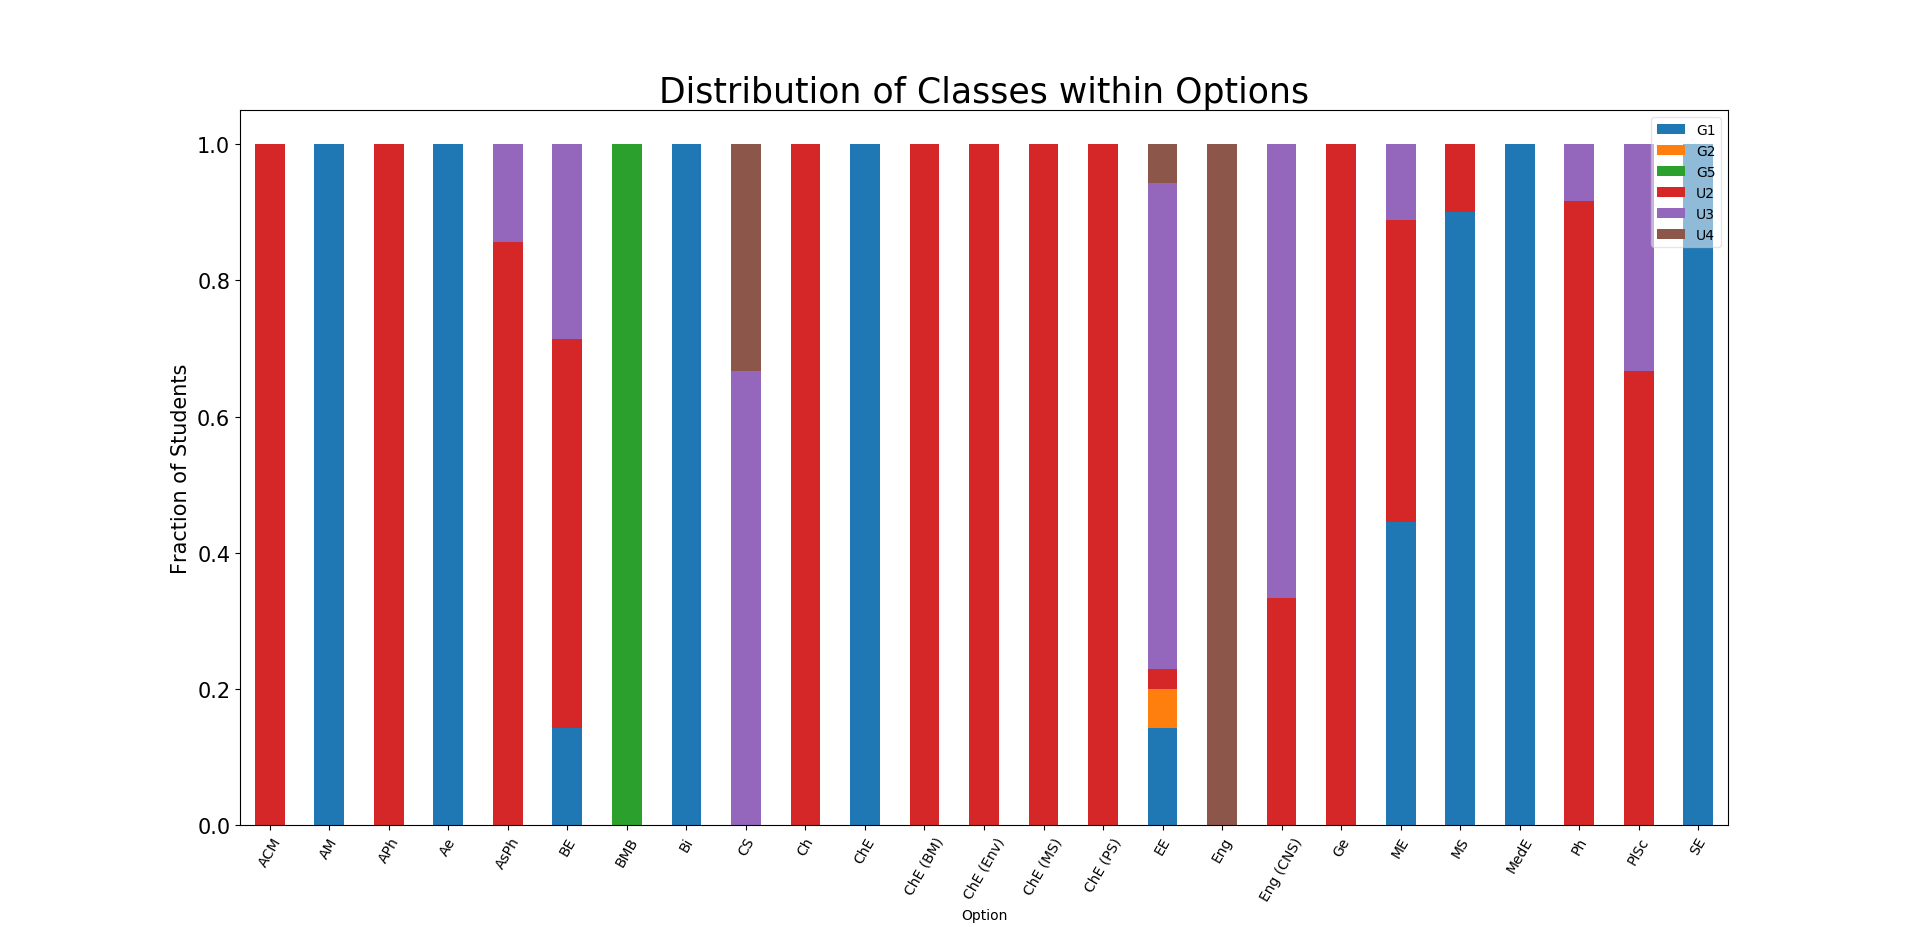 Distribution of Classes within Options
G1
G2
G5
U2
U3
U4
1.0
0.8
0.6
0.4
0.2
0.0
Fraction of Students
ACM
AM
APh
Ae
AsPh
BE
BMB
Bi
CS
Ch
ChE
ChE (BM)
ChE (Env)
ChE (MS)
ChE (PS)
EE
Eng
Eng (CNS)
Ge
ME
MS
MedE
Ph
PlSc
SE
Option